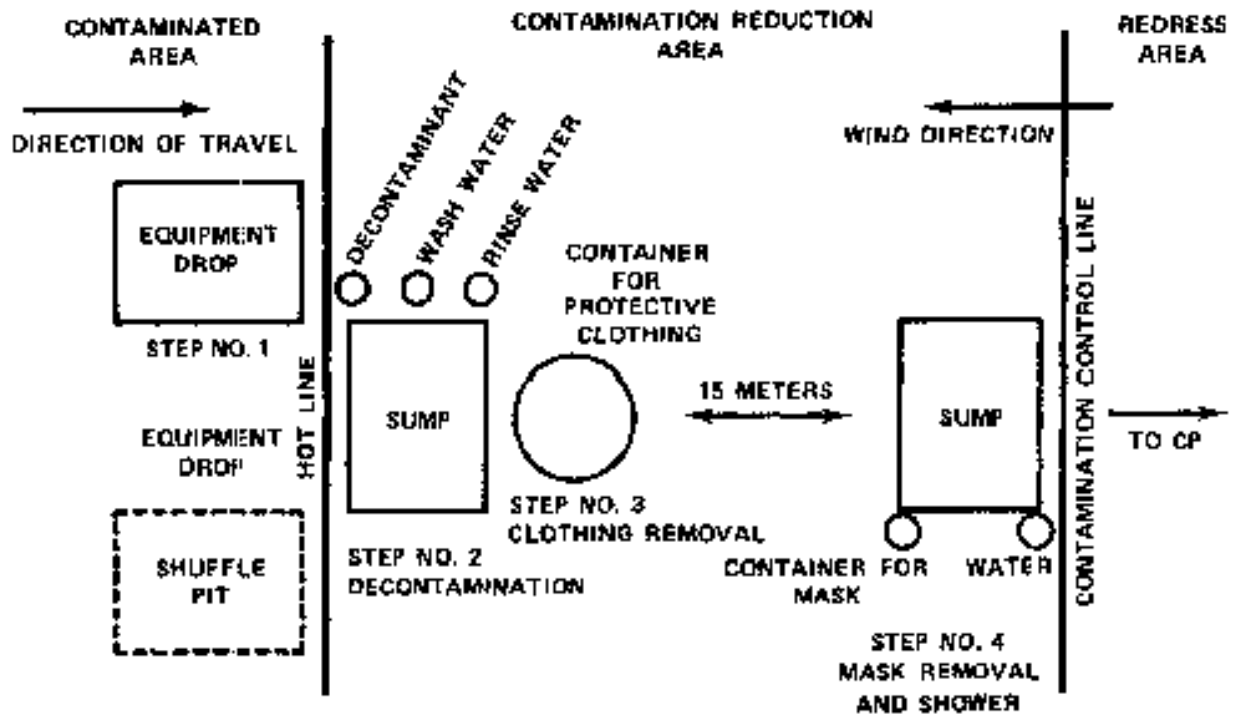 CONTAMINATED
AREA
CONTAMINATION REDUCTION
AREA
REDRESS
AREA
DIRECTION OF TRAVEL
WIND DIRECTION
DECONTAMINANT
WASH WATER
RINSE WATER
EQUIPMENT
DROP
STEP NO. 1
CONTAINER
FOR
PROTECTIVE
CLOTHING
HOT LINE
SUMP
15 METERS
SUMP
CONTAMINATION CONTROL LINE
TO CP
EQUIPMENT
DROP
SHUFFLE
PIT
STEP NO. 2
DECONTAMINATION
STEP NO. 3
CLOTHING REMOVAL
CONTAINER FOR
MASK
WATER
STEP NO. 4
MASK REMOVAL
AND SHOWER